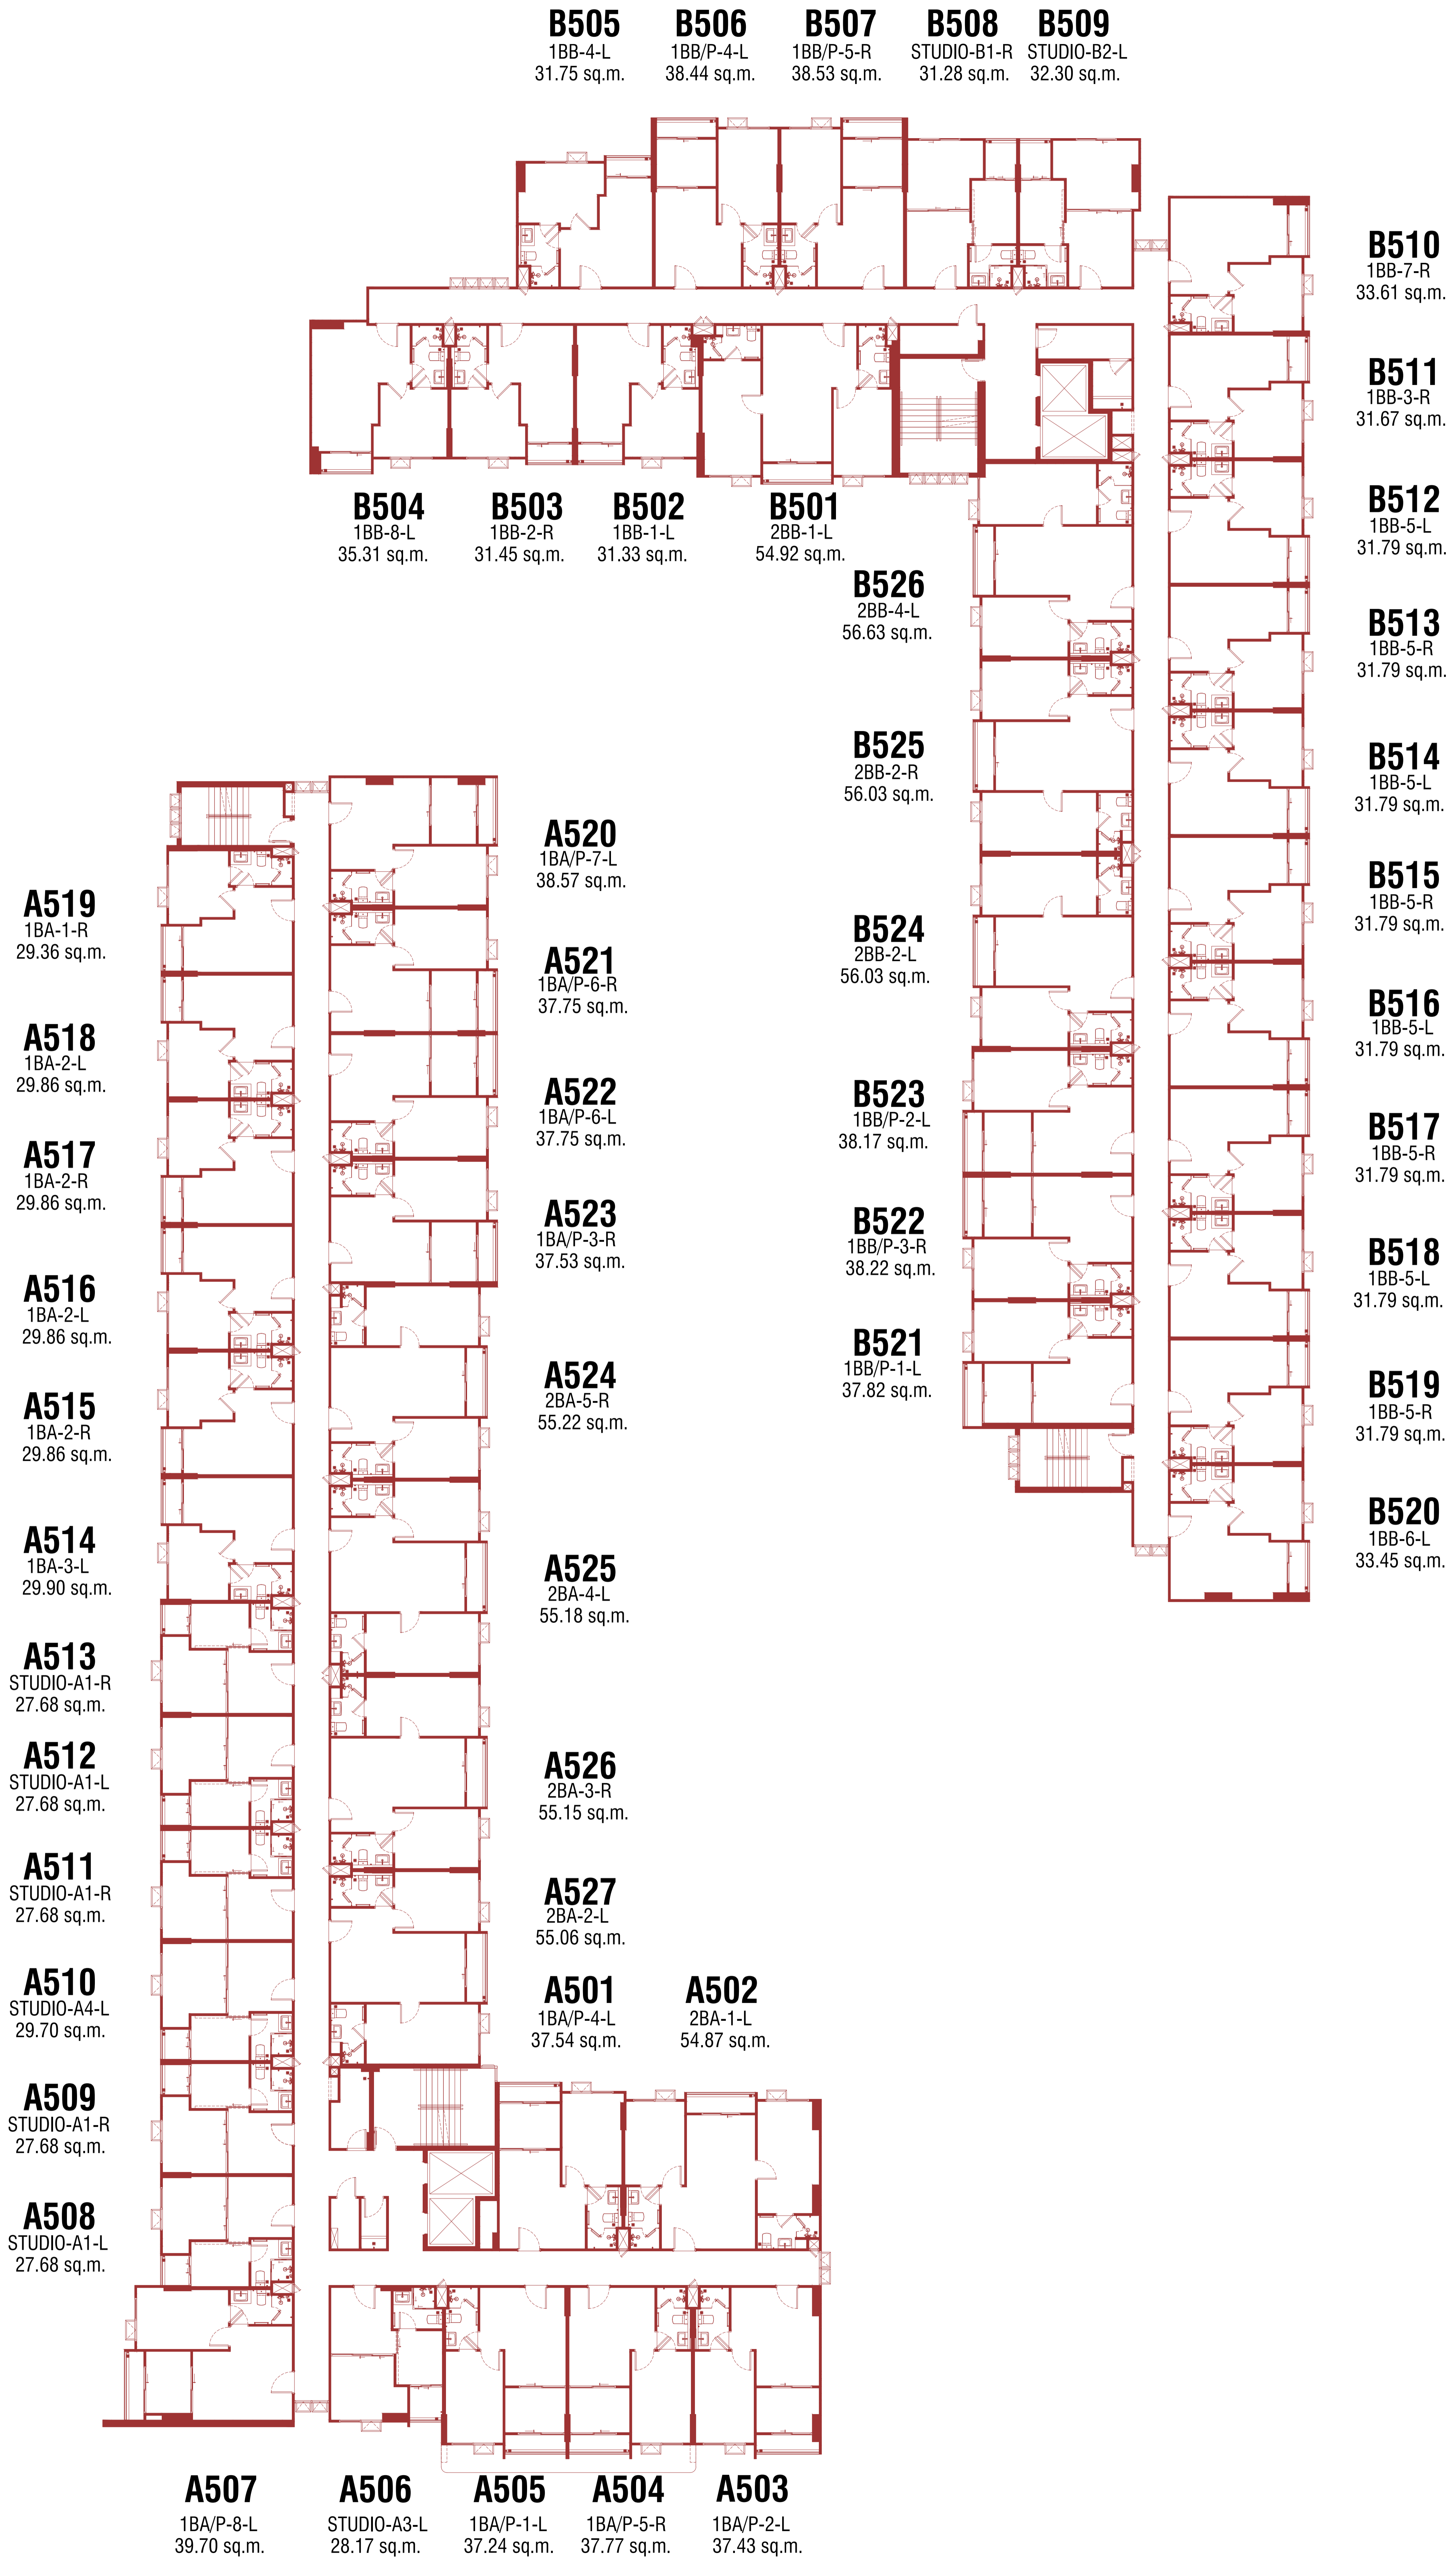 B505
1BB-4-L
31.75 sq.m.
B506
1BB/P-4-L
38.44 sq.m.
B507
1BB/P-5-R
38.53 sq.m.
B508
STUDIO-B1-R
31.28 sq.m.
B509
STUDIO-B2-L
32.30 sq.m.
B510
1BB-7-R
33.61 sq.m.
B511
1BB-3-R
31.67 sq.m.
B512
1BB-5-L
31.79 sq.m.
B513
1BB-5-R
31.79 sq.m.
B514
1BB-5-L
31.79 sq.m.
B515
1BB-5-R
31.79 sq.m.
B516
1BB-5-L
31.79 sq.m.
B517
1BB-5-R
31.79 sq.m.
B518
1BB-5-L
31.79 sq.m.
B519
1BB-5-R
31.79 sq.m.
B520
1BB-6-L
33.45 sq.m.
B504
1BB-8-L
35.31 sq.m.
B503
1BB-2-R
31.45 sq.m.
B502
1BB-1-L
31.33 sq.m.
B501
2BB-1-L
54.92 sq.m.
B526
2BB-4-L
56.63 sq.m.
B525
2BB-2-R
56.03 sq.m.
B524
2BB-2-L
56.03 sq.m.
B523
1BB/P-2-L
38.17 sq.m.
B522
1BB/P-3-R
38.22 sq.m.
B521
1BB/P-1-L
37.82 sq.m.
A519
1BA-1-R
29.36 sq.m.
A518
1BA-2-L
29.86 sq.m.
A517
1BA-2-R
29.86 sq.m.
A516
1BA-2-L
29.86 sq.m.
A515
1BA-2-R
29.86 sq.m.
A514
1BA-3-L
29.90 sq.m.
A513
STUDIO-A1-R
27.68 sq.m.
A512
STUDIO-A1-L
27.68 sq.m.
A511
STUDIO-A1-R
27.68 sq.m.
A510
STUDIO-A4-L
29.70 sq.m.
A509
STUDIO-A1-R
27.68 sq.m.
A508
STUDIO-A1-L
27.68 sq.m.
A520
1BA/P-7-L
38.57 sq.m.
A521
1BA/P-6-R
37.75 sq.m.
A522
1BA/P-6-L
37.75 sq.m.
A523
1BA/P-3-R
37.53 sq.m.
A524
2BA-5-R
55.22 sq.m.
A525
2BA-4-L
55.18 sq.m.
A526
2BA-3-R
55.15 sq.m.
A527
2BA-2-L
55.06 sq.m.
A501
1BA/P-4-L
37.54 sq.m.
A502
2BA-1-L
54.87 sq.m.
A507
1BA/P-8-L
39.70 sq.m.
A506
STUDIO-A3-L
28.17 sq.m.
A505
1BA/P-1-L
37.24 sq.m.
A504
1BA/P-5-R
37.77 sq.m.
A503
1BA/P-2-L
37.43 sq.m.